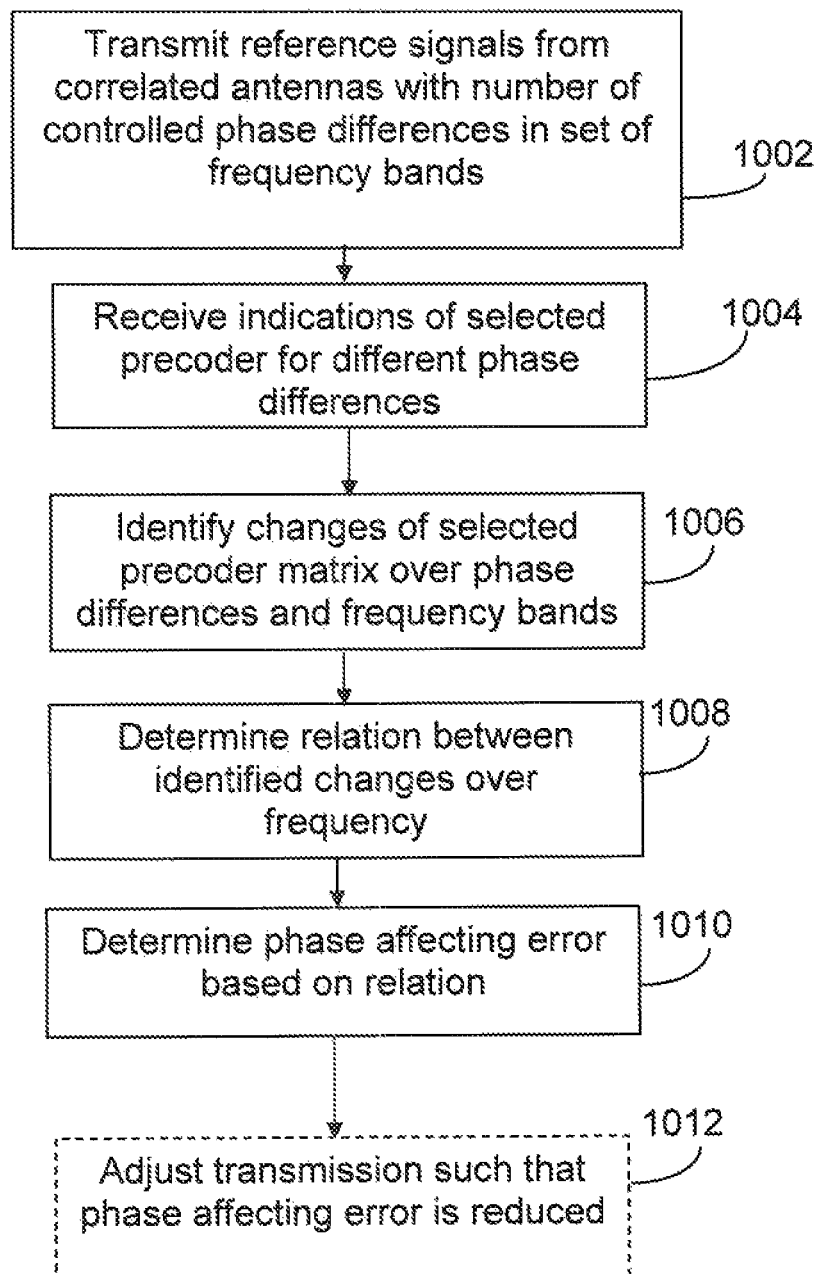 Transmit reference signals from
correlated antennas with number of
controlled phase differences in set of
frequency bands
1002
Receive indications of selected
precoder for different phase
differences
1004
Identify changes of selected
precoder matrix over phase
differences and frequency bands
1006
Determine relation between
identified changes over
frequency
1008
Determine phase affecting error
based on relation
1010
Adjust transmission such that
phase affecting error is reduced
1012